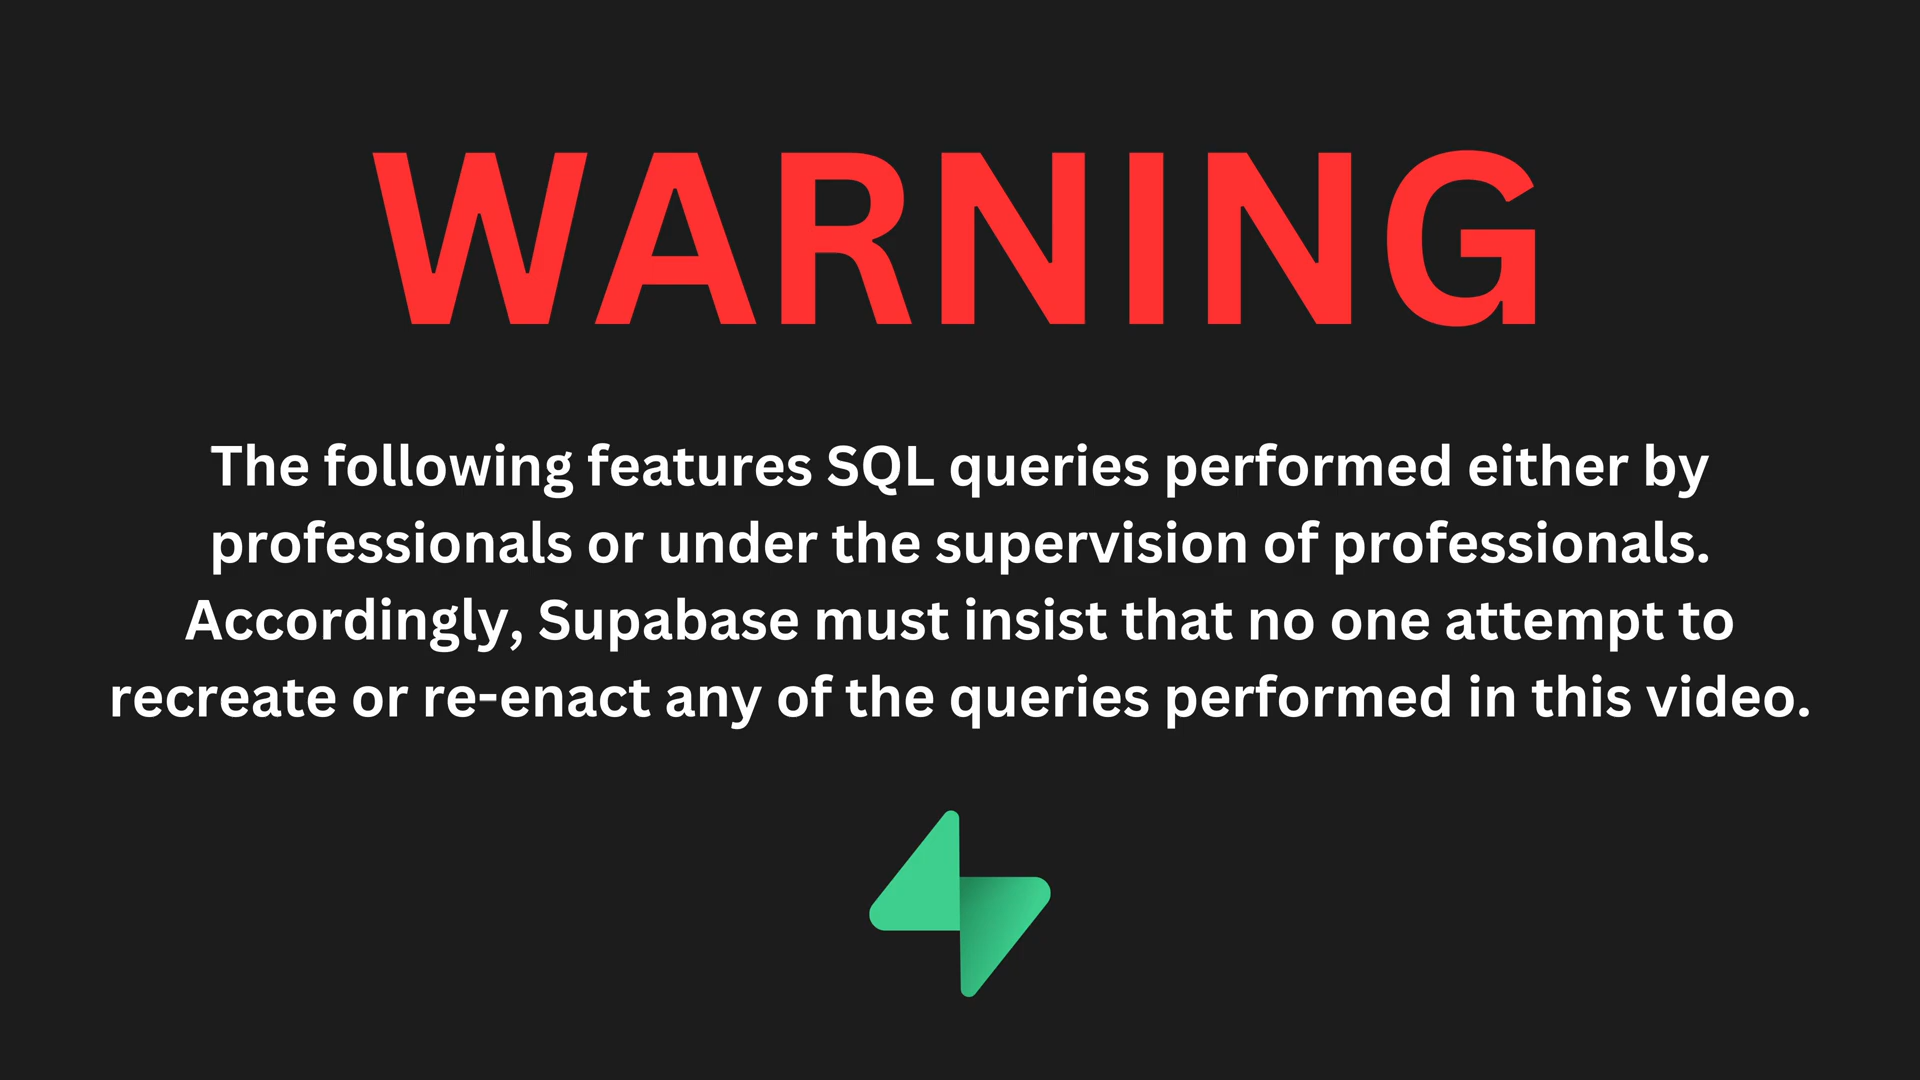 WARNING
The following features SQL queries performed either by
professionals or under the supervision of professionals.
Accordingly, Supabase must insist that no one attempt to
recreate or re-enact any of the queries performed in this video.